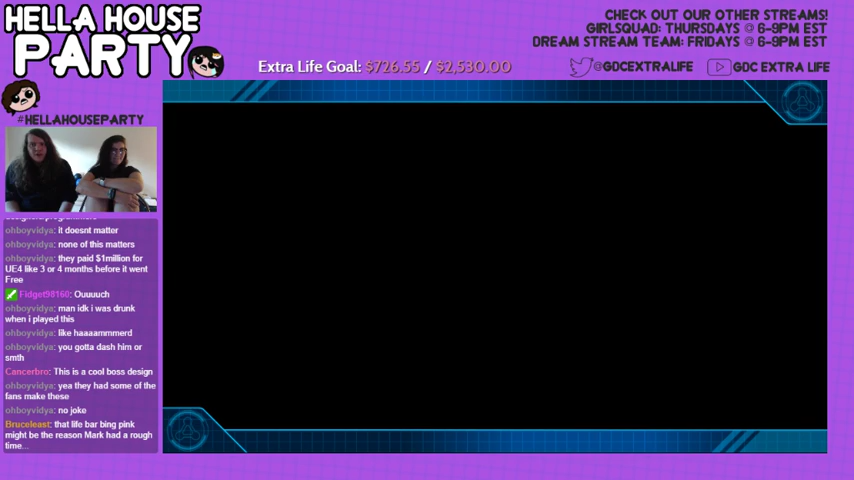 HELLA HOUSE
PARTY
CHECK OUT OUR OTHER STREAMS!
GIRLSQUAD: THURSDAYS @ 6-9PM EST
DREAM STREAM TEAM: FRIDAYS @ 6-9PM EST
Extra Life Goal: $726.55 / $2,530.00
@GDCEXTRALIFE
GDC EXTRA LIFE
#HELLAHOUSEPARTY
ohboyvidya: it doesnt matter
ohboyvidya: none of this matters
ohboyvidya: they paid $1million for
UE4 like 3 or 4 months before it went
Free
Fidget98160: Ouuuuch
ohboyvidya: man idk i was drunk
when i played this
ohboyvidya: like haaaammmerd
ohboyvidya: you gotta dash him or
smth
Cancerbro: This is a cool boss design
ohboyvidya: yea they had some of the
fans make these
ohboyvidya: no joke
Bruceleast: that life bar bing pink
might be the reason Mark had a rough
time...